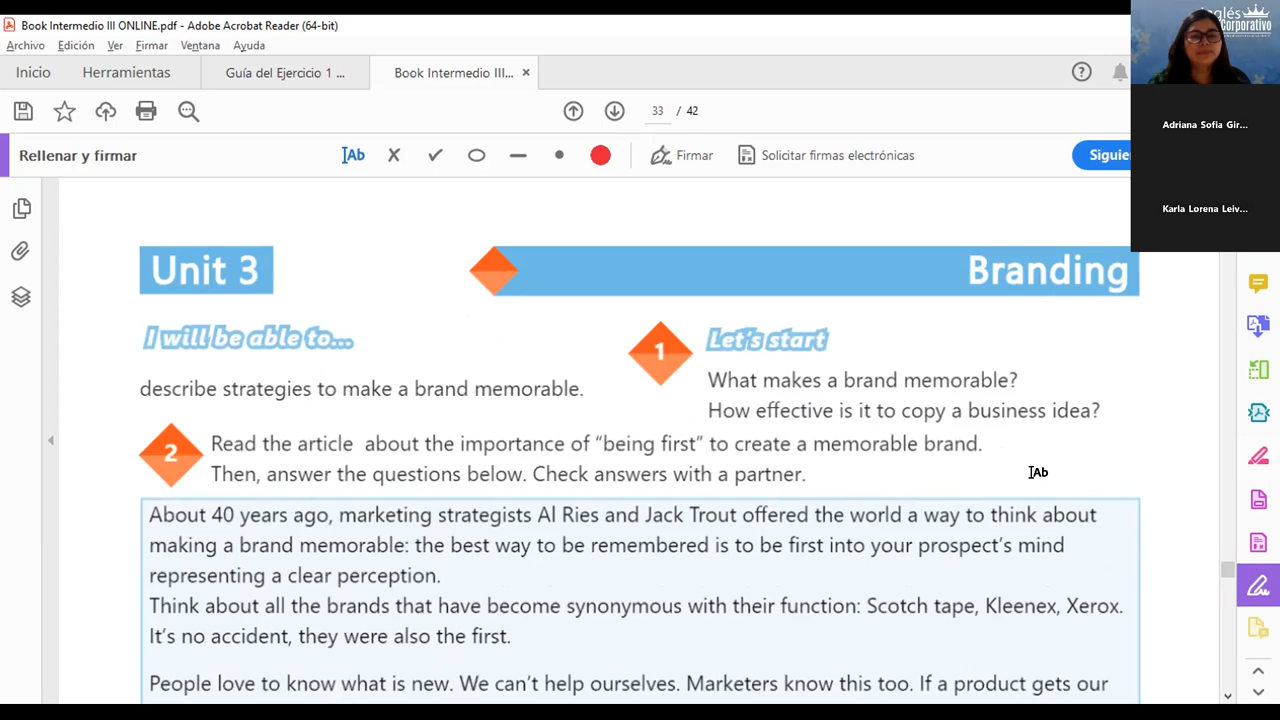 Book Intermedio III ONLINE.pdf - Adobe Acrobat Reader (64-bit)
Archivo Edición Ver Firmar Ventana Ayuda
Inicio Herramientas Guía del Ejercicio 1 ... Book Intermedio III... ×
33 / 42
Rellenar y firmar Ab Firmar Solicitar firmas electrónicas Siguie
inglés
Corporativo
Adriana Sofia Gir...
Karla Lorena Leiv...
Unit 3 Branding
I will be able to...
describe strategies to make a brand memorable.
1 Let's start
What makes a brand memorable?
How effective is it to copy a business idea?
2 Read the article about the importance of “being first” to create a memorable brand.
Then, answer the questions below. Check answers with a partner.
Ab
About 40 years ago, marketing strategists Al Ries and Jack Trout offered the world a way to think about
making a brand memorable: the best way to be remembered is to be first into your prospect’s mind
representing a clear perception.
Think about all the brands that have become synonymous with their function: Scotch tape, Kleenex, Xerox.
It’s no accident, they were also the first.
People love to know what is new. We can’t help ourselves. Marketers know this too. If a product gets our